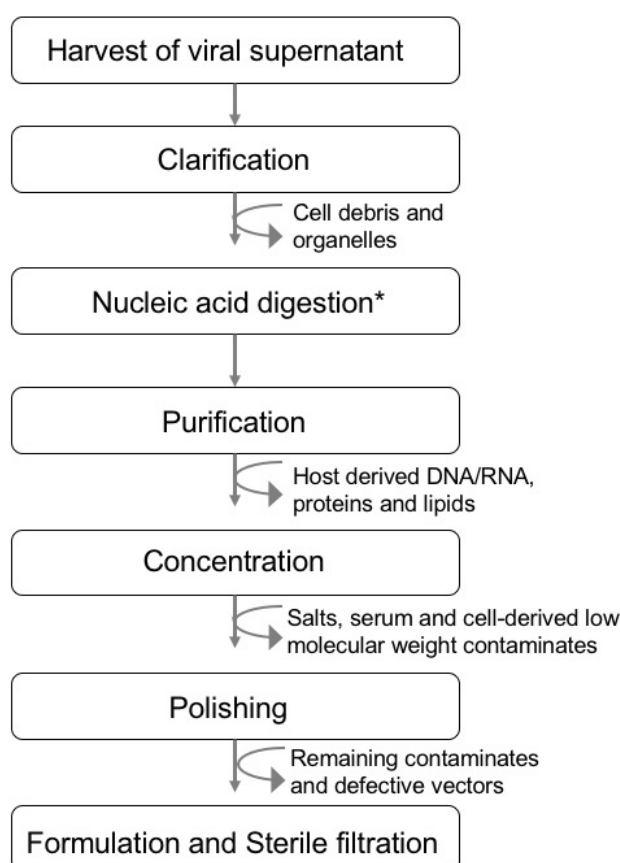 Harvest of viral supernatant
Clarification
Cell debris and
organelles
Nucleic acid digestion*
Purification
Host derived DNA/RNA,
proteins and lipids
Concentration
Salts, serum and cell-derived low
molecular weight contaminates
Polishing
Remaining contaminates
and defective vectors
Formulation and Sterile filtration